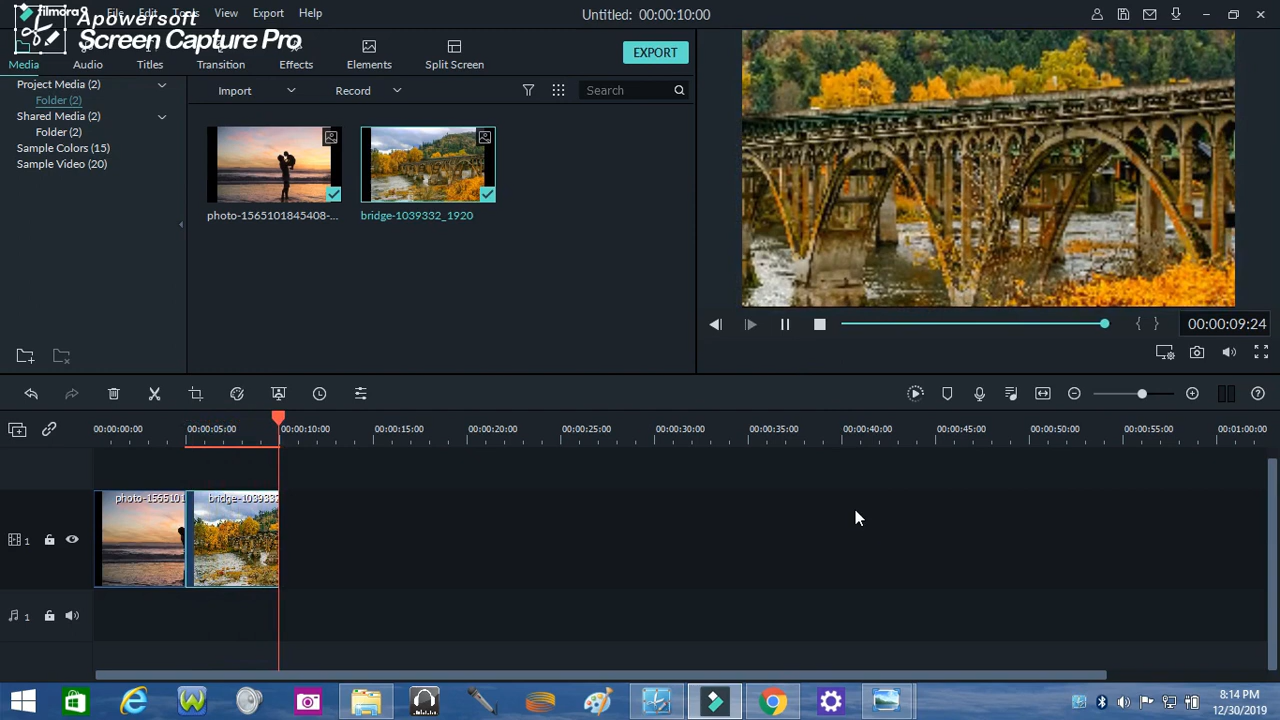 filmora9 File Edit Tools View Export Help Untitled: 00:00:10:00
Apowersoft
Screen Capture Pro
Media Audio Titles Transition Effects Elements Split Screen EXPORT
Project Media (2)
Folder (2)
Shared Media (2)
Folder (2)
Sample Colors (15)
Sample Video (20)
Import Record Search
photo-1565101845408-... bridge-1039332_1920
00:00:09:24
00:00:00:00 00:00:05:00 00:00:10:00 00:00:15:00 00:00:20:00 00:00:25:00 00:00:30:00 00:00:35:00 00:00:40:00 00:00:45:00 00:00:50:00 00:00:55:00 00:01:00:00
photo-1565101 bridge-1039332
1
1
8:14 PM
12/30/2019